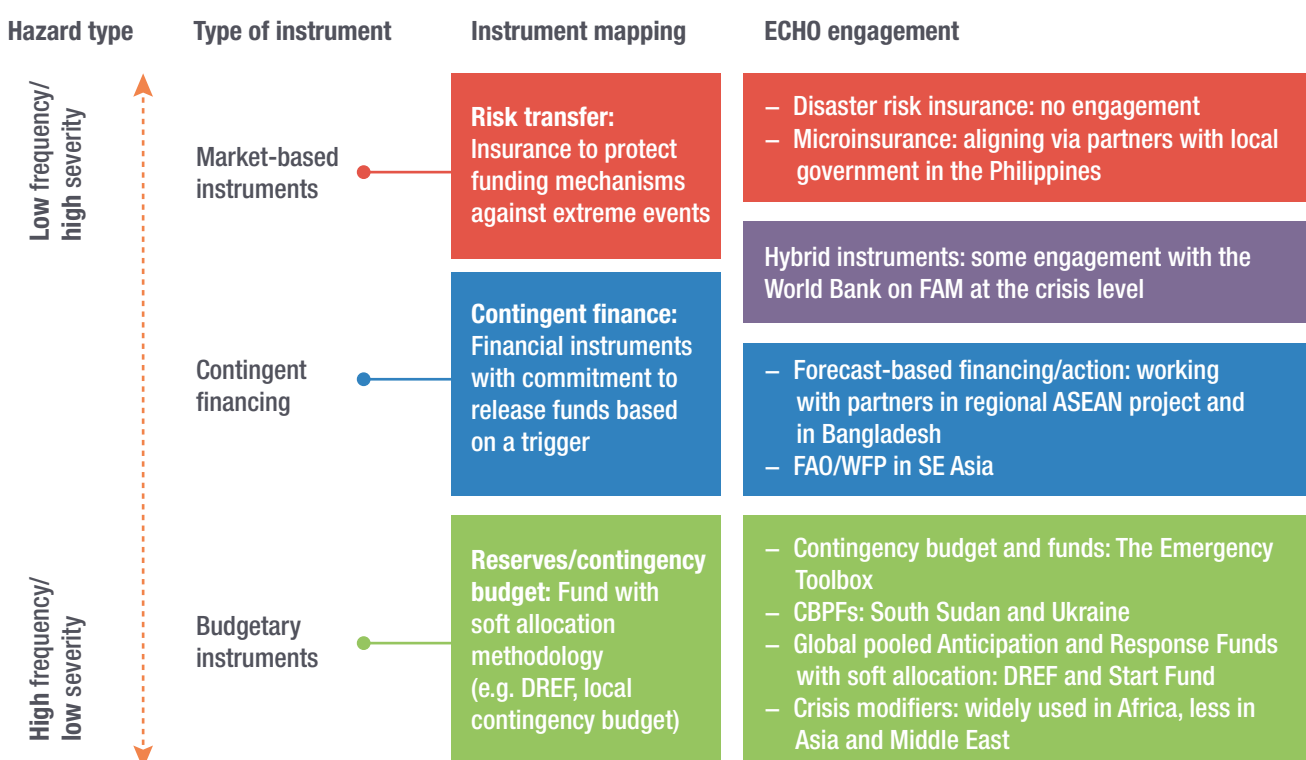 Hazard type
Type of instrument
Instrument mapping
ECHO engagement
Low frequency/
high severity
Market-based
instruments
Risk transfer:
Insurance to protect
funding mechanisms
against extreme events
– Disaster risk insurance: no engagement
– Microinsurance: aligning via partners with local
government in the Philippines
Hybrid instruments: some engagement with the
World Bank on FAM at the crisis level
Contingent
financing
Contingent finance:
Financial instruments
with commitment to
release funds based
on a trigger
– Forecast-based financing/action: working
with partners in regional ASEAN project and
in Bangladesh
– FAO/WFP in SE Asia
High frequency/
low severity
Budgetary
instruments
Reserves/contingency
budget: Fund with
soft allocation
methodology
(e.g. DREF, local
contingency budget)
– Contingency budget and funds: The Emergency
Toolbox
– CBPFs: South Sudan and Ukraine
– Global pooled Anticipation and Response Funds
with soft allocation: DREF and Start Fund
– Crisis modifiers: widely used in Africa, less in
Asia and Middle East